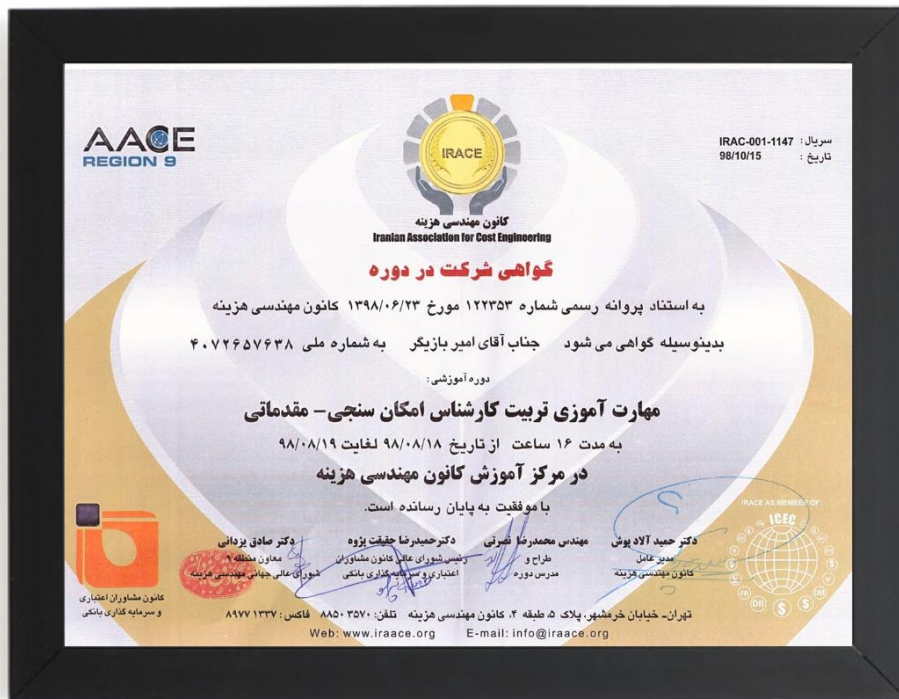 AACE
REGION 9
IRACE
سریال : IRAC-001-1147
تاریخ : 98/10/15
کانون مهندسی هزینه
Iranian Association for Cost Engineering
گواهی شرکت در دوره
به استناد پروانه رسمی شماره ۱۲۲۳۵۳ مورخ ۱۳۹۸/۰۶/۲۳ کانون مهندسی هزینه
بدینوسیله گواهی می شود جناب آقای امیر بازیگر به شماره ملی ۴۰۷۲۶۵۷۶۳۸
دوره آموزشی:
مهارت آموزی تربیت کارشناس امکان سنجی- مقدماتی
به مدت ۱۶ ساعت از تاریخ ۹۸/۰۸/۱۸ لغایت ۹۸/۰۸/۱۹
در مرکز آموزش کانون مهندسی هزینه
با موفقیت به پایان رسانده است.
IRACE AS MEMBER OF
ICEC
دکتر حمید آلاد پوش مهندس محمدرضا نصرتی دکتر حمیدرضا حقیقت پژوه دکتر صادق یزدانی
مدیر عامل طراح و رئیس شورای عالی کانون مشاوران معاون منطقه ۹
کانون مهندسی هزینه مدرس دوره اعتباری و سرمایه گذاری بانکی شورای عالی جهانی مهندسی هزینه
کانون مشاوران اعتباری
و سرمایه گذاری بانکی
تهران- خیابان خرمشهر، پلاک ۵، طبقه ۴، کانون مهندسی هزینه تلفن: ۸۸۵۰۳۵۷۰ فاکس: ۸۹۷۷۱۳۳۷
Web: www.iraace.org E-mail: info@iraace.org